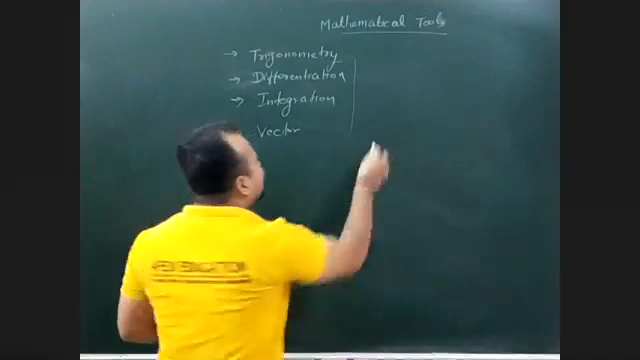 Mathematical Tools
→ Trigonometry
→ Differentiation
→ Integration
Vector